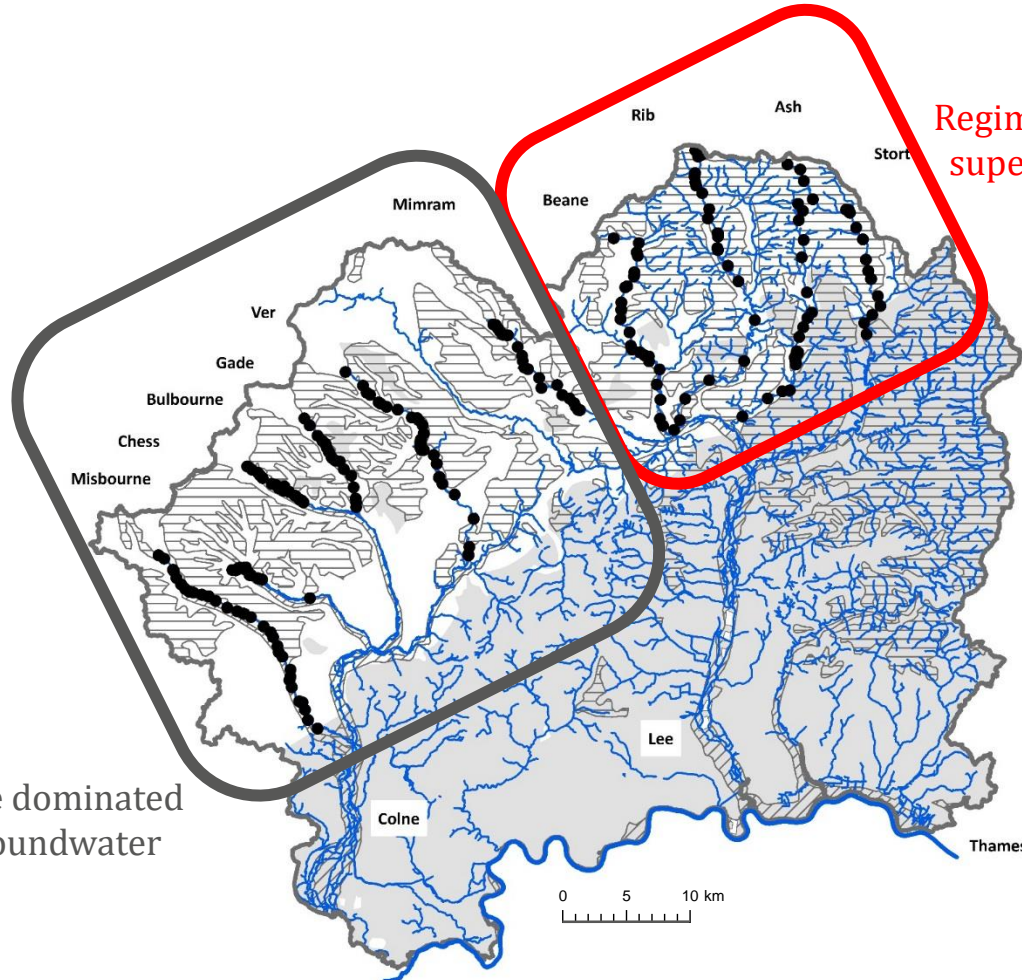 Rib
Ash
Regim
Stort
supe
Beane
Mimram
Ver
Gade
Bulbourne
Chess
Misbourne
Lee
e dominated
Colne
oundwater
Thames
0 5 10 km